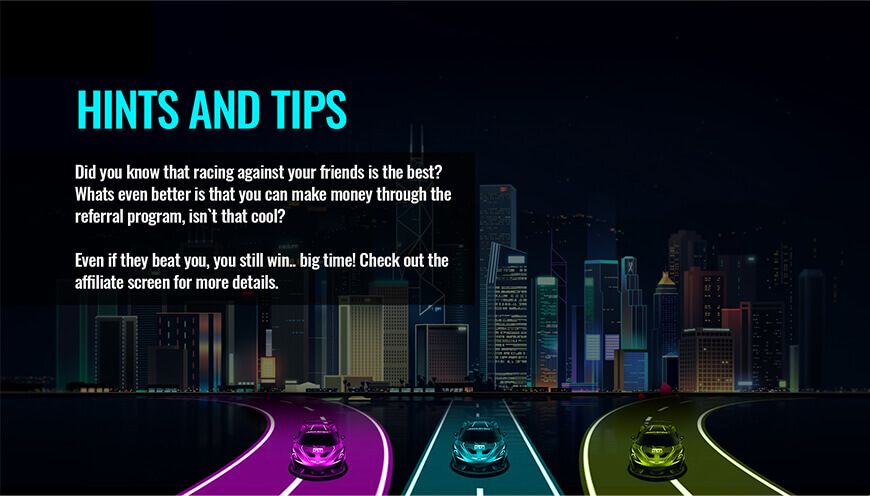 HINTS AND TIPS
Did you know that racing against your friends is the best?
Whats even better is that you can make money through the
referral program, isn`t that cool?
Even if they beat you, you still win.. big time! Check out the
affiliate screen for more details.